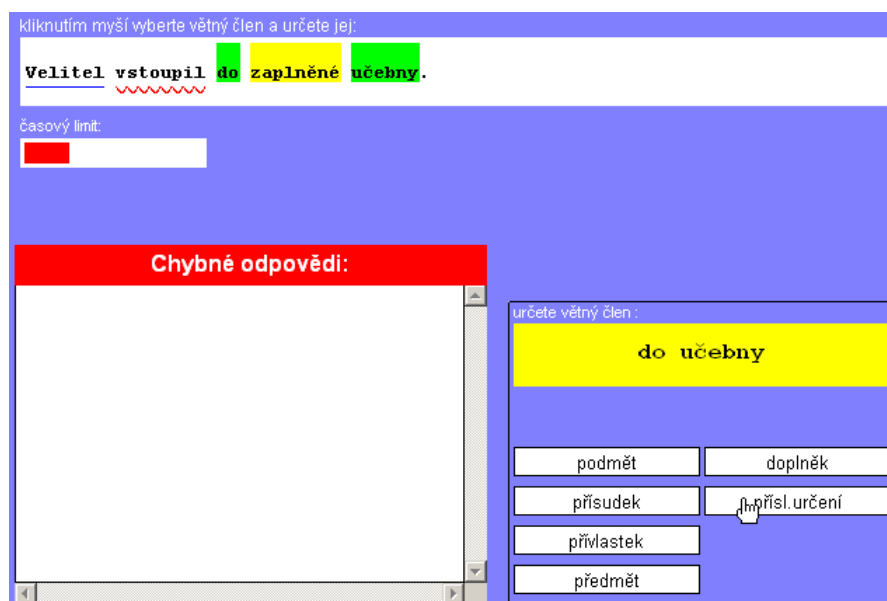 kliknutím myší vyberte větný člen a určete jej:
Velitel vstoupil do zaplněné učebny.
časový limit:
Chybné odpovědi:
určete větný člen :
do učebny
podmět doplněk
přísudek přísl.určení
přívlastek
předmět